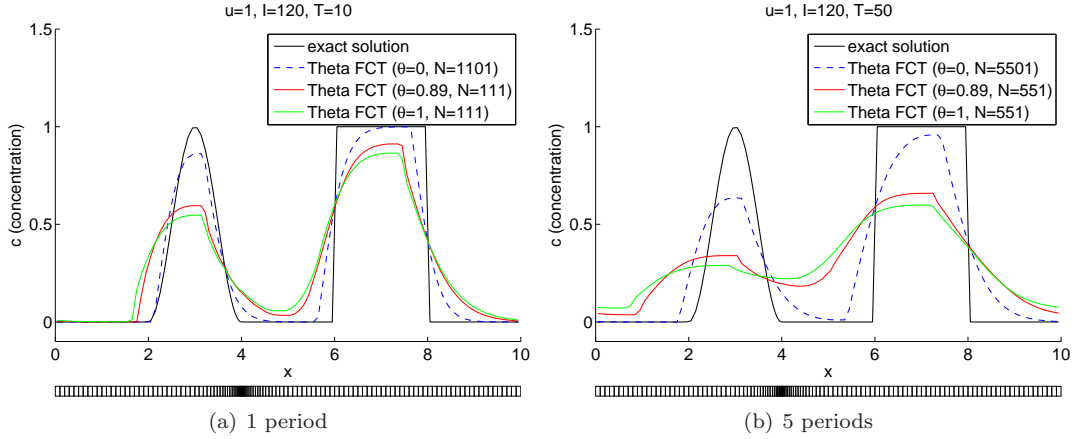 u=1, I=120, T=10
1.5
1
0.5
0
c (concentration)
exact solution
Theta FCT (θ=0, N=1101)
Theta FCT (θ=0.89, N=111)
Theta FCT (θ=1, N=111)
0 2 4 6 8 10
x
(a) 1 period
u=1, I=120, T=50
1.5
1
0.5
0
c (concentration)
exact solution
Theta FCT (θ=0, N=5501)
Theta FCT (θ=0.89, N=551)
Theta FCT (θ=1, N=551)
0 2 4 6 8 10
x
(b) 5 periods